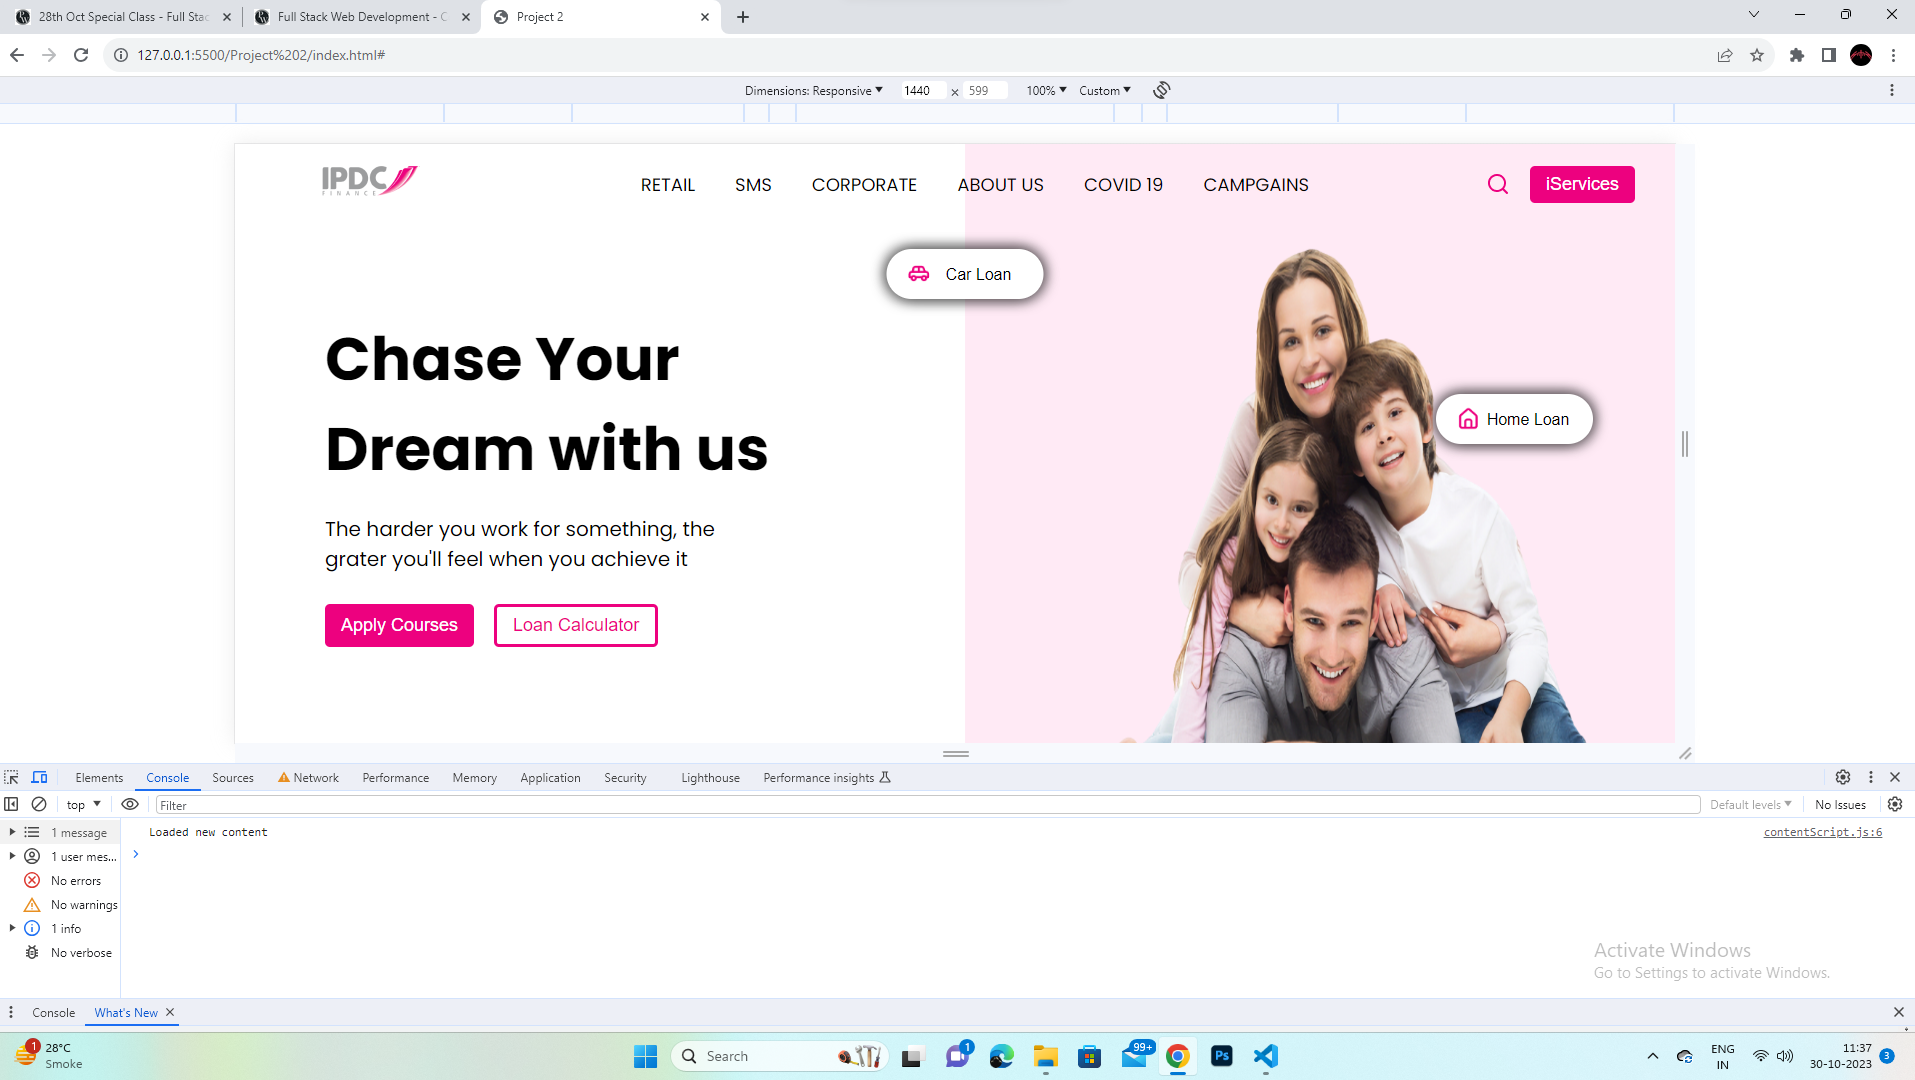 28th Oct Special Class - Full Stac
Full Stack Web Development - C
Project 2
127.0.0.1:5500/Project%202/index.html#
Dimensions: Responsive 1440 x 599 100% Custom
IPDC
FINANCE
RETAIL SMS CORPORATE ABOUT US COVID 19 CAMPGAINS
iServices
Car Loan
Chase Your
Dream with us
Home Loan
The harder you work for something, the
grater you'll feel when you achieve it
Apply Courses Loan Calculator
Elements Console Sources Network Performance Memory Application Security Lighthouse Performance insights
top Filter Default levels No Issues
1 message Loaded new content contentScript.js:6
1 user mes...
No errors
No warnings
1 info
No verbose
Activate Windows
Go to Settings to activate Windows.
Console What's New
1 28°C
Smoke
Search
1
99+
Ps
ENG
IN
11:37
30-10-2023
3